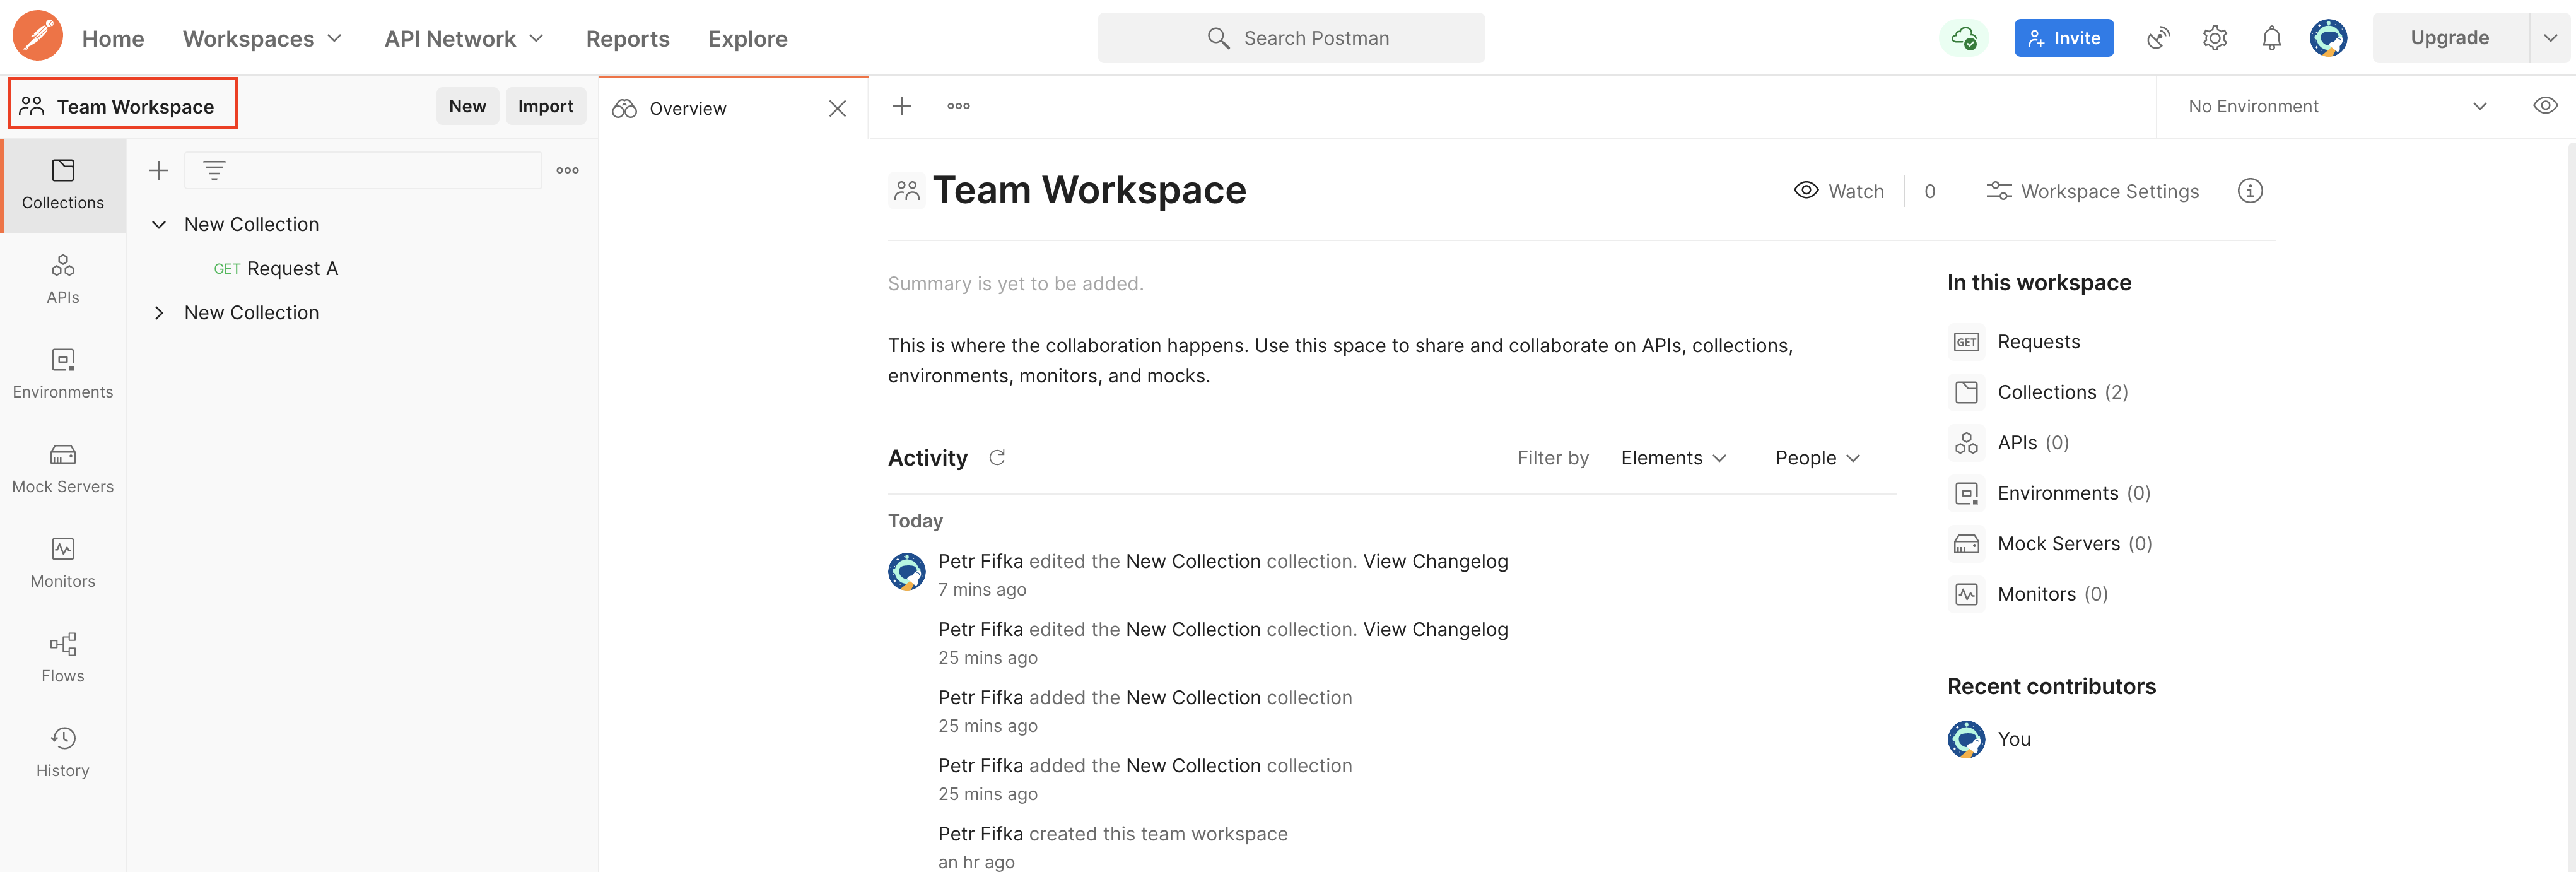 Home Workspaces API Network Reports Explore Search Postman Invite Upgrade
Team Workspace New Import Overview No Environment
Collections
APIs
Environments
Mock Servers
Monitors
Flows
History
New Collection
GET Request A
New Collection
Team Workspace Watch 0 Workspace Settings
Summary is yet to be added.
This is where the collaboration happens. Use this space to share and collaborate on APIs, collections,
environments, monitors, and mocks.
Activity Filter by Elements People
Today
Petr Fifka edited the New Collection collection. View Changelog
7 mins ago
Petr Fifka edited the New Collection collection. View Changelog
25 mins ago
Petr Fifka added the New Collection collection
25 mins ago
Petr Fifka added the New Collection collection
25 mins ago
Petr Fifka created this team workspace
an hr ago
In this workspace
GET Requests
Collections (2)
APIs (0)
Environments (0)
Mock Servers (0)
Monitors (0)
Recent contributors
You